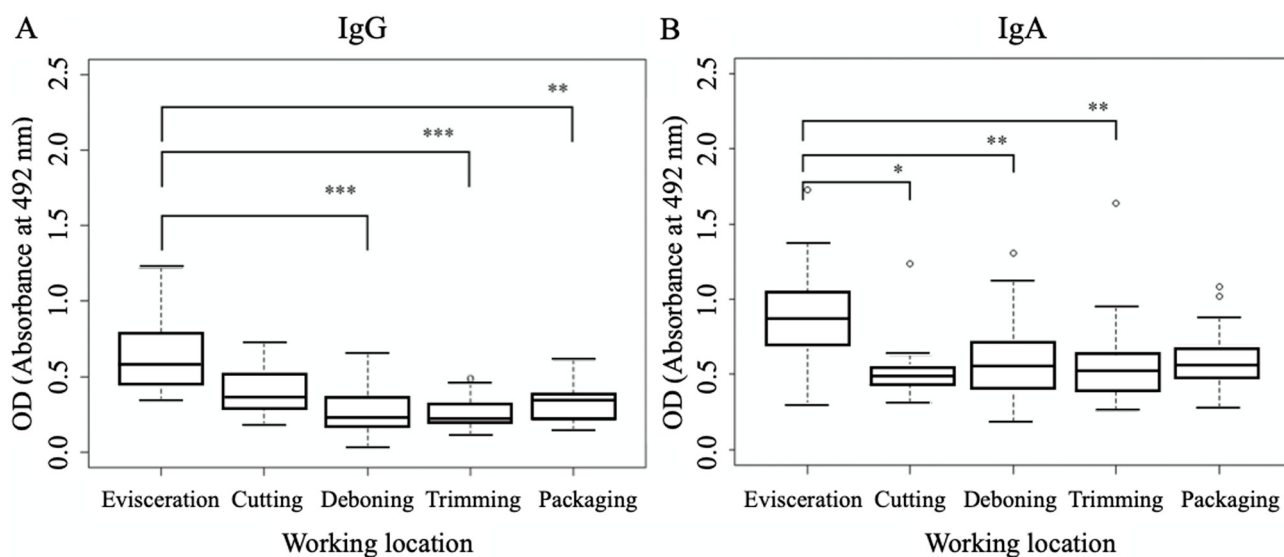 A
IgG
OD (Absorbance at 492 nm)
2.5
2.0
1.5
1.0
0.5
0.0
**
***
***
Evisceration Cutting Deboning Trimming Packaging
Working location
B
IgA
OD (Absorbance at 492 nm)
2.5
2.0
1.5
1.0
0.5
0.0
**
**
*
Evisceration Cutting Deboning Trimming Packaging
Working location